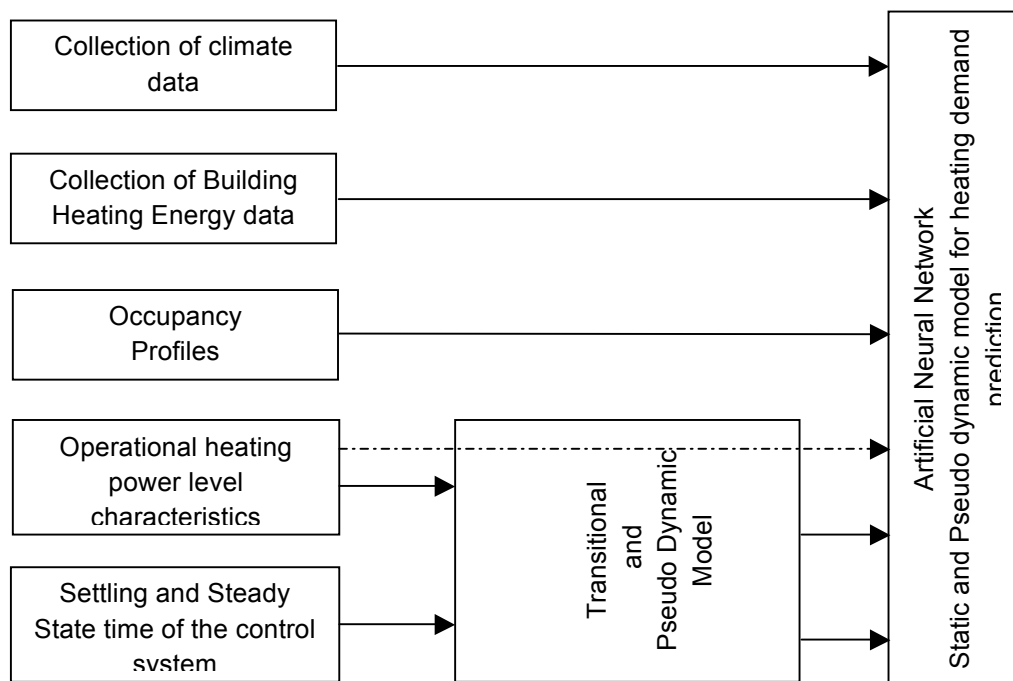 Collection of climate
data
Collection of Building
Heating Energy data
Occupancy
Profiles
Operational heating
power level
characteristics
Settling and Steady
State time of the control
system
Transitional
and
Pseudo Dynamic
Model
Artificial Neural Network
Static and Pseudo dynamic model for heating demand
prediction